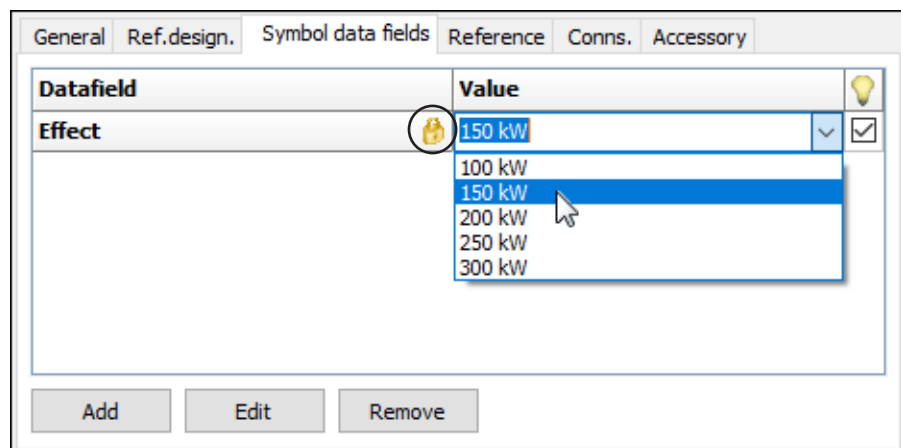 General Ref.design. Symbol data fields Reference Conns. Accessory
Datafield Value
Effect 150 kW
100 kW
150 kW
200 kW
250 kW
300 kW
Add Edit Remove